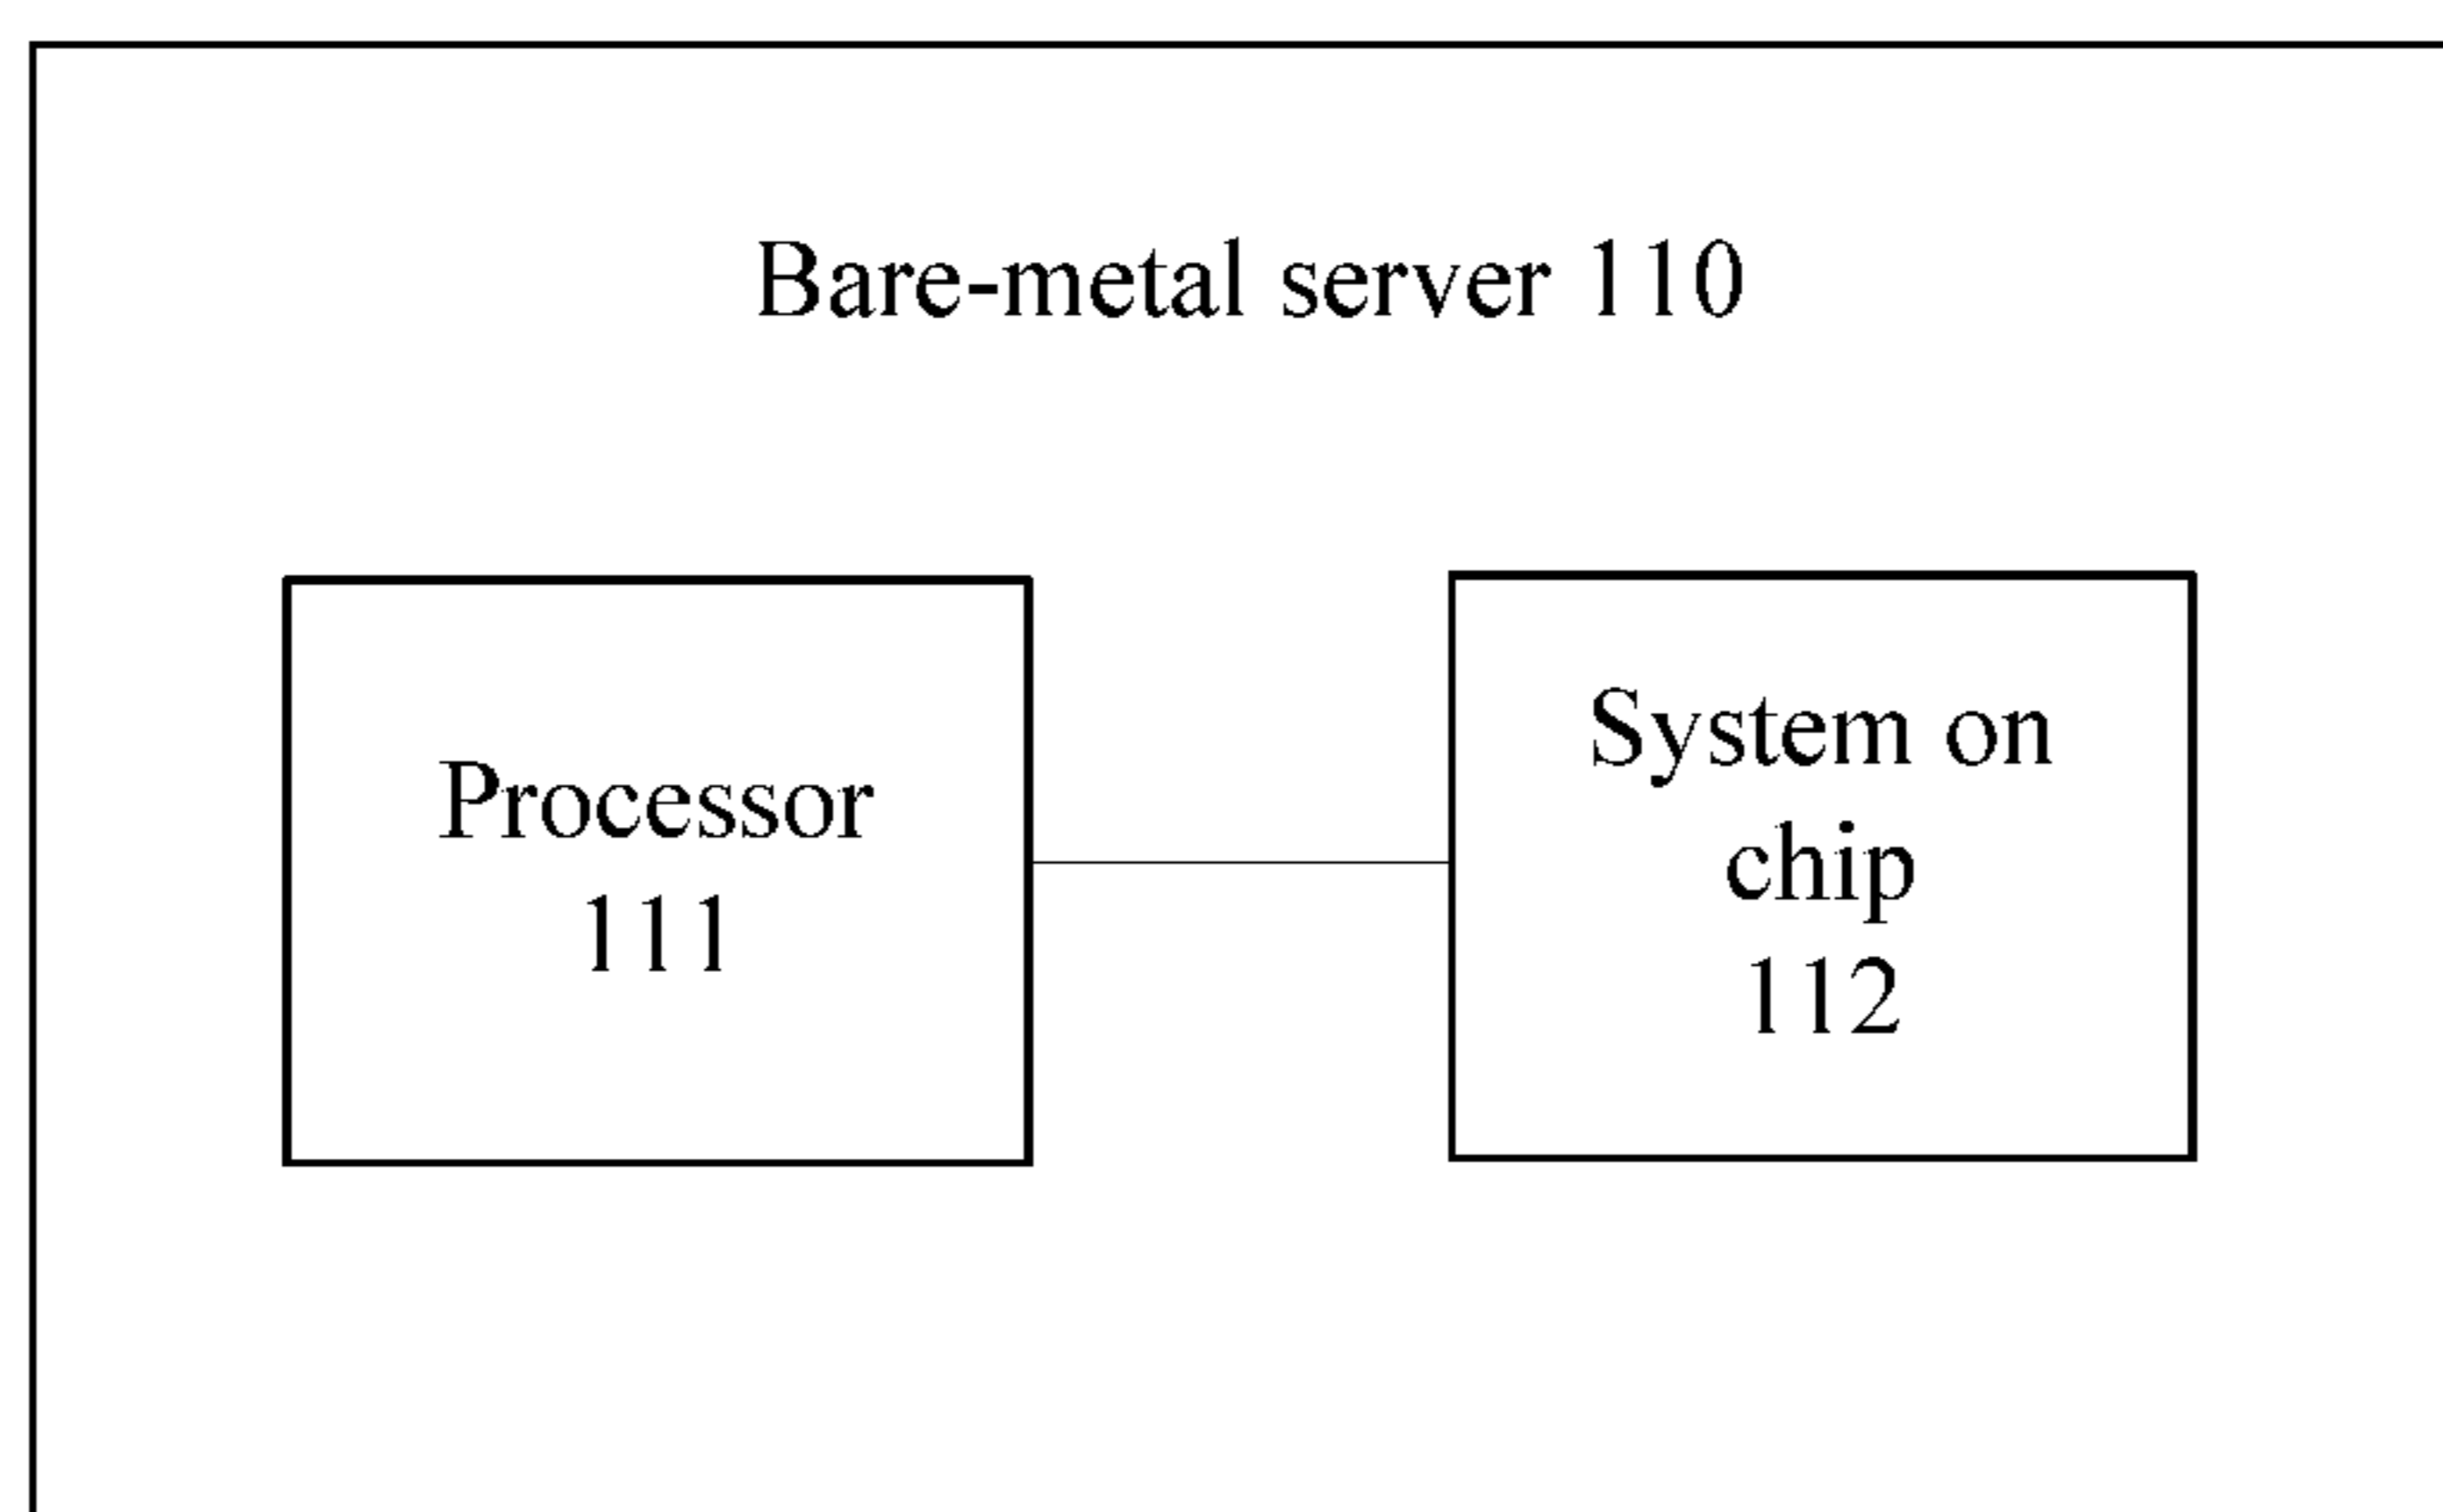 Bare-metal server 110
Processor
111
System on
chip
112